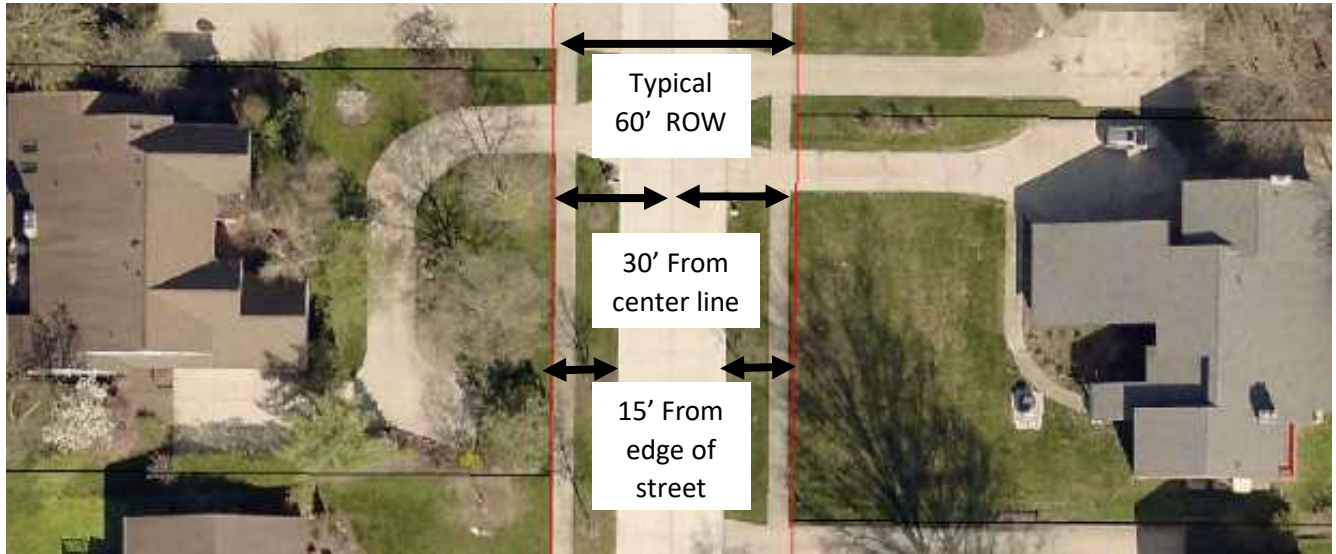 Typical
60’ ROW
30’ From
center line
15’ From
edge of
street